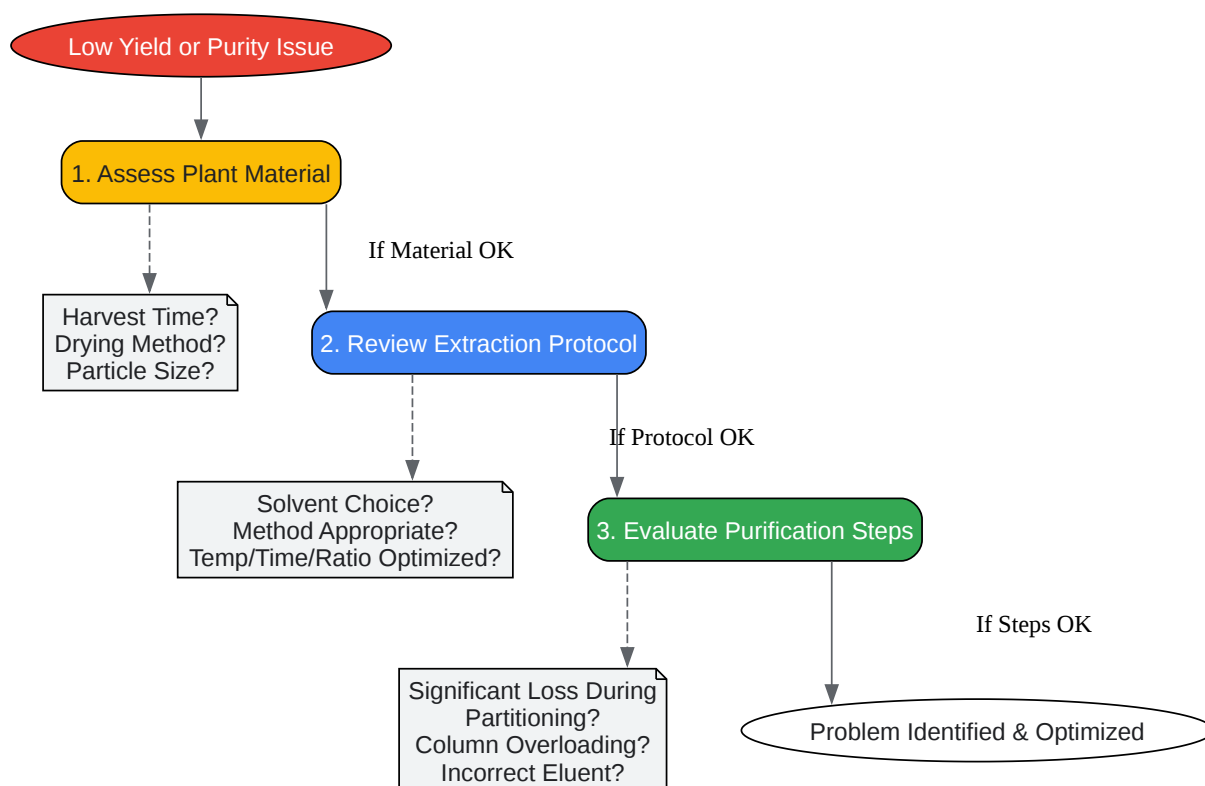 Low Yield or Purity Issue
1. Assess Plant Material
If Material OK
Harvest Time?
Drying Method?
Particle Size?
2. Review Extraction Protocol
If Protocol OK
Solvent Choice?
Method Appropriate?
Temp/Time/Ratio Optimized?
3. Evaluate Purification Steps
If Steps OK
Significant Loss During
Partitioning?
Column Overloading?
Incorrect Eluent?
Problem Identified & Optimized